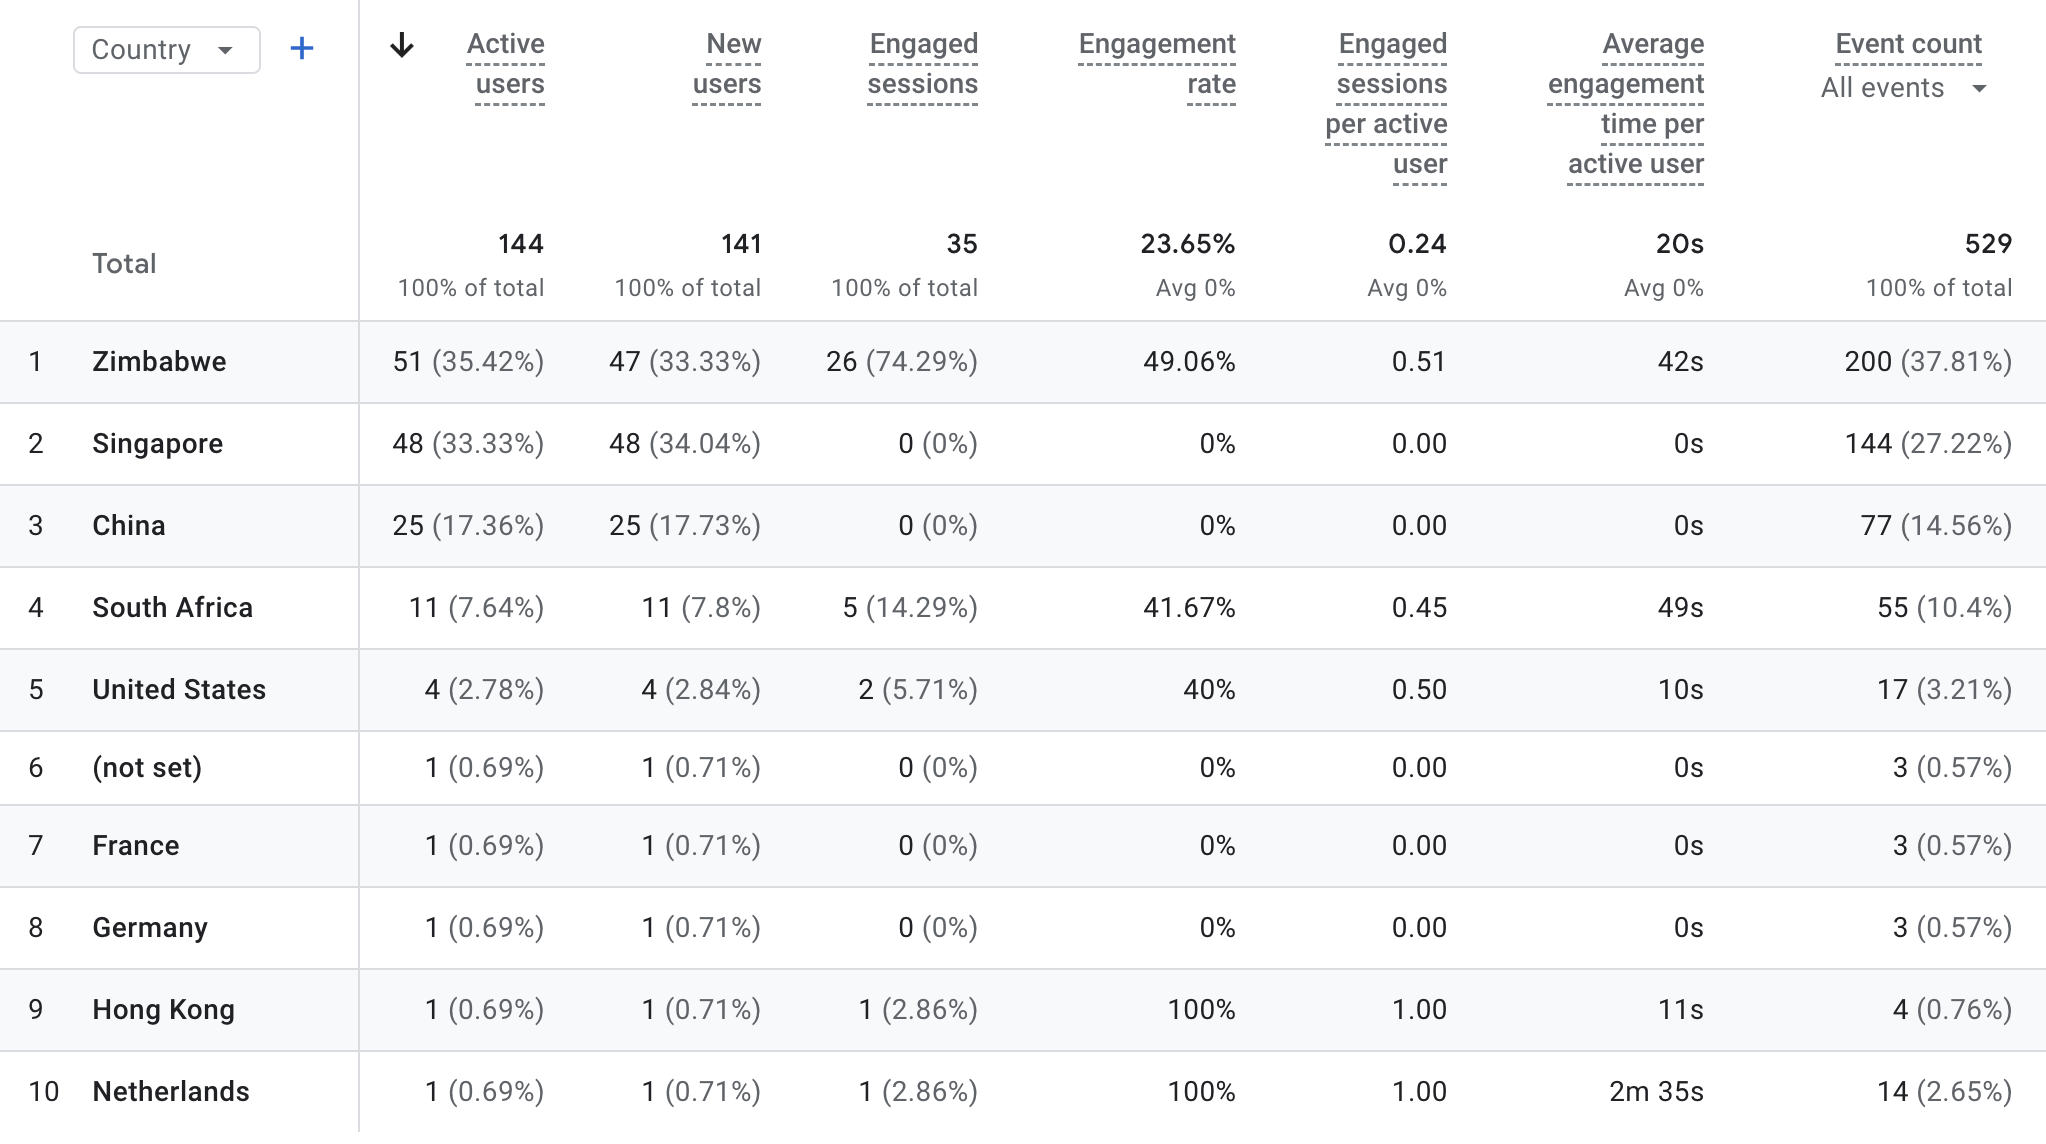 Country
Active users
New users
Engaged sessions
Engagement rate
Engaged sessions per active user
Average engagement time per active user
Event count
All events
Total
144 141 35 23.65% 0.24 20s 529
100% of total 100% of total 100% of total Avg 0% Avg 0% Avg 0% 100% of total
1 Zimbabwe 51 (35.42%) 47 (33.33%) 26 (74.29%) 49.06% 0.51 42s 200 (37.81%)
2 Singapore 48 (33.33%) 48 (34.04%) 0 (0%) 0% 0.00 0s 144 (27.22%)
3 China 25 (17.36%) 25 (17.73%) 0 (0%) 0% 0.00 0s 77 (14.56%)
4 South Africa 11 (7.64%) 11 (7.8%) 5 (14.29%) 41.67% 0.45 49s 55 (10.4%)
5 United States 4 (2.78%) 4 (2.84%) 2 (5.71%) 40% 0.50 10s 17 (3.21%)
6 (not set) 1 (0.69%) 1 (0.71%) 0 (0%) 0% 0.00 0s 3 (0.57%)
7 France 1 (0.69%) 1 (0.71%) 0 (0%) 0% 0.00 0s 3 (0.57%)
8 Germany 1 (0.69%) 1 (0.71%) 0 (0%) 0% 0.00 0s 3 (0.57%)
9 Hong Kong 1 (0.69%) 1 (0.71%) 1 (2.86%) 100% 1.00 11s 4 (0.76%)
10 Netherlands 1 (0.69%) 1 (0.71%) 1 (2.86%) 100% 1.00 2m 35s 14 (2.65%)